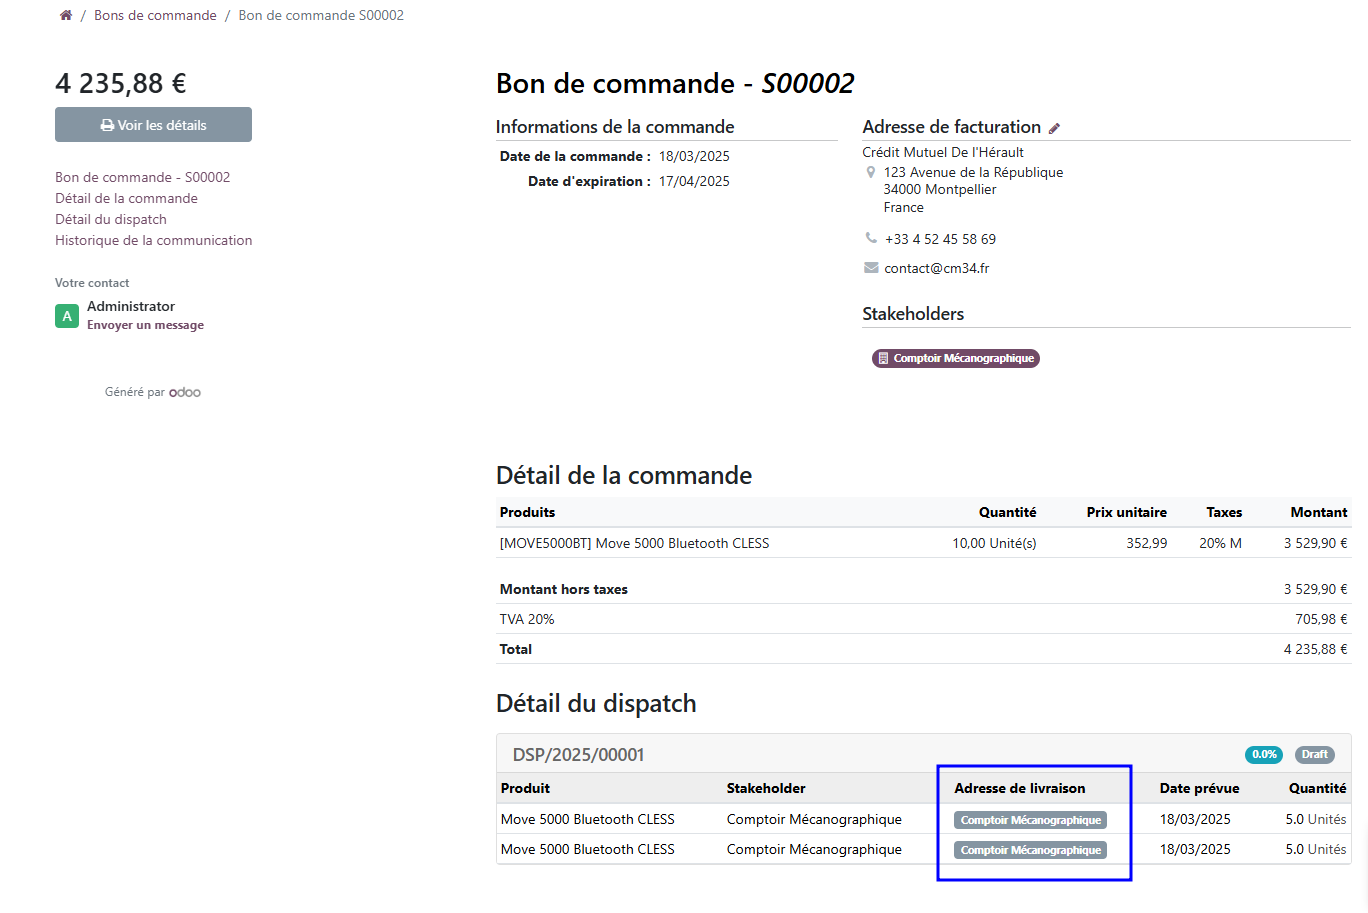 / Bons de commande / Bon de commande S00002
4 235,88 €
Voir les détails
Bon de commande - S00002
Détail de la commande
Détail du dispatch
Historique de la communication
Votre contact
A
Administrator
Envoyer un message
Généré par odoo
Bon de commande - S00002
Informations de la commande
Date de la commande : 18/03/2025
Date d'expiration : 17/04/2025
Adresse de facturation
Crédit Mutuel De l'Hérault
123 Avenue de la République
34000 Montpellier
France
+33 4 52 45 58 69
contact@cm34.fr
Stakeholders
Comptoir Mécanographique
Détail de la commande
Produits Quantité Prix unitaire Taxes Montant
[MOVE5000BT] Move 5000 Bluetooth CLESS 10,00 Unité(s) 352,99 20% M 3 529,90 €
Montant hors taxes 3 529,90 €
TVA 20% 705,98 €
Total 4 235,88 €
Détail du dispatch
DSP/2025/00001 0.0% Draft
Produit Stakeholder Adresse de livraison Date prévue Quantité
Move 5000 Bluetooth CLESS Comptoir Mécanographique Comptoir Mécanographique 18/03/2025 5.0 Unités
Move 5000 Bluetooth CLESS Comptoir Mécanographique Comptoir Mécanographique 18/03/2025 5.0 Unités